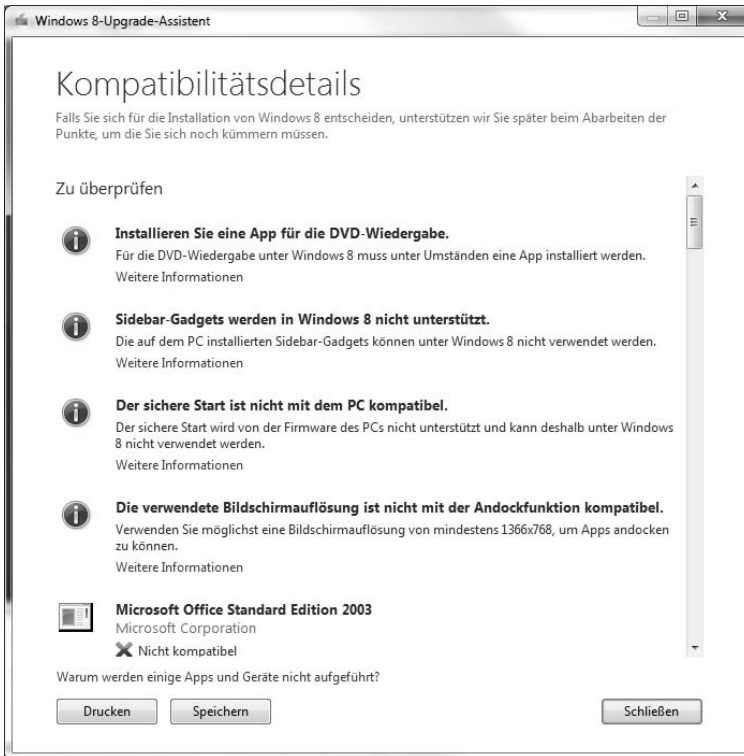 Windows 8-Upgrade-Assistent
Kompatibilitätsdetails
Falls Sie sich für die Installation von Windows 8 entscheiden, unterstützen wir Sie später beim Abarbeiten der
Punkte, um die Sie sich noch kümmern müssen.
Zu überprüfen
Installieren Sie eine App für die DVD-Wiedergabe.
Für die DVD-Wiedergabe unter Windows 8 muss unter Umständen eine App installiert werden.
Weitere Informationen
Sidebar-Gadgets werden in Windows 8 nicht unterstützt.
Die auf dem PC installierten Sidebar-Gadgets können unter Windows 8 nicht verwendet werden.
Weitere Informationen
Der sichere Start ist nicht mit dem PC kompatibel.
Der sichere Start wird von der Firmware des PCs nicht unterstützt und kann deshalb unter Windows
8 nicht verwendet werden.
Weitere Informationen
Die verwendete Bildschirmauflösung ist nicht mit der Andockfunktion kompatibel.
Verwenden Sie möglichst eine Bildschirmauflösung von mindestens 1366x768, um Apps andocken
zu können.
Weitere Informationen
Microsoft Office Standard Edition 2003
Microsoft Corporation
Nicht kompatibel
Warum werden einige Apps und Geräte nicht aufgeführt?
Drucken
Speichern
Schließen